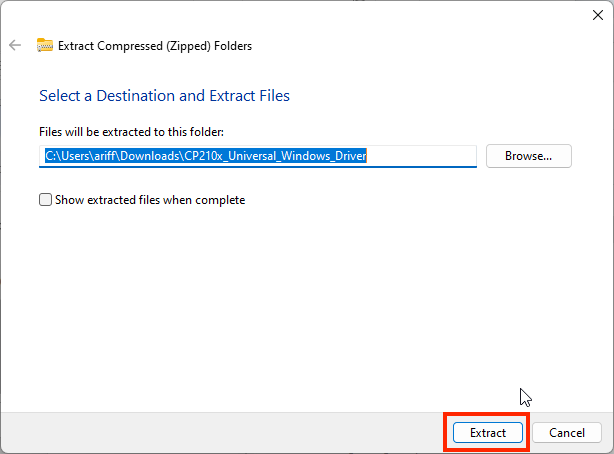 Extract Compressed (Zipped) Folders
Select a Destination and Extract Files
Files will be extracted to this folder:
C:\Users\ariff\Downloads\CP210x_Universal_Windows_Driver
Browse...
Show extracted files when complete
Extract
Cancel